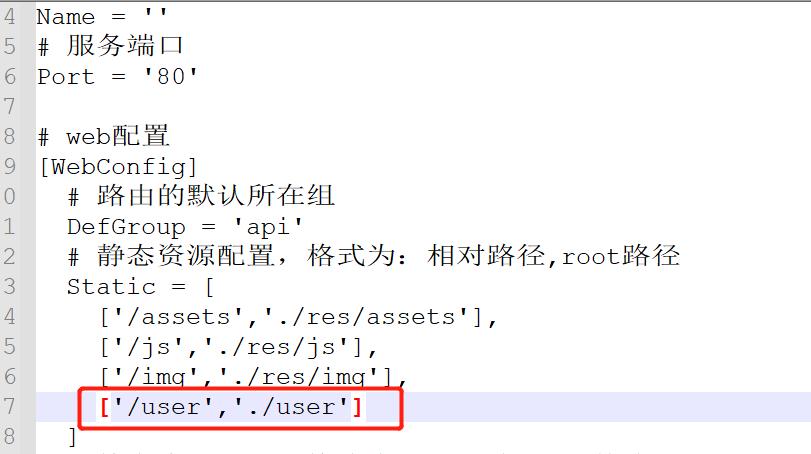 4 Name = ''
5 # 服务端口
6 Port = '80'
7
8 # web配置
9 [WebConfig]
0 # 路由的默认所在组
1 DefGroup = 'api'
2 # 静态资源配置，格式为：相对路径,root路径
3 Static = [
4 ['/assets','./res/assets'],
5 ['/js','./res/js'],
6 ['/img','./res/img'],
7 ['/user','./user']
8 ]